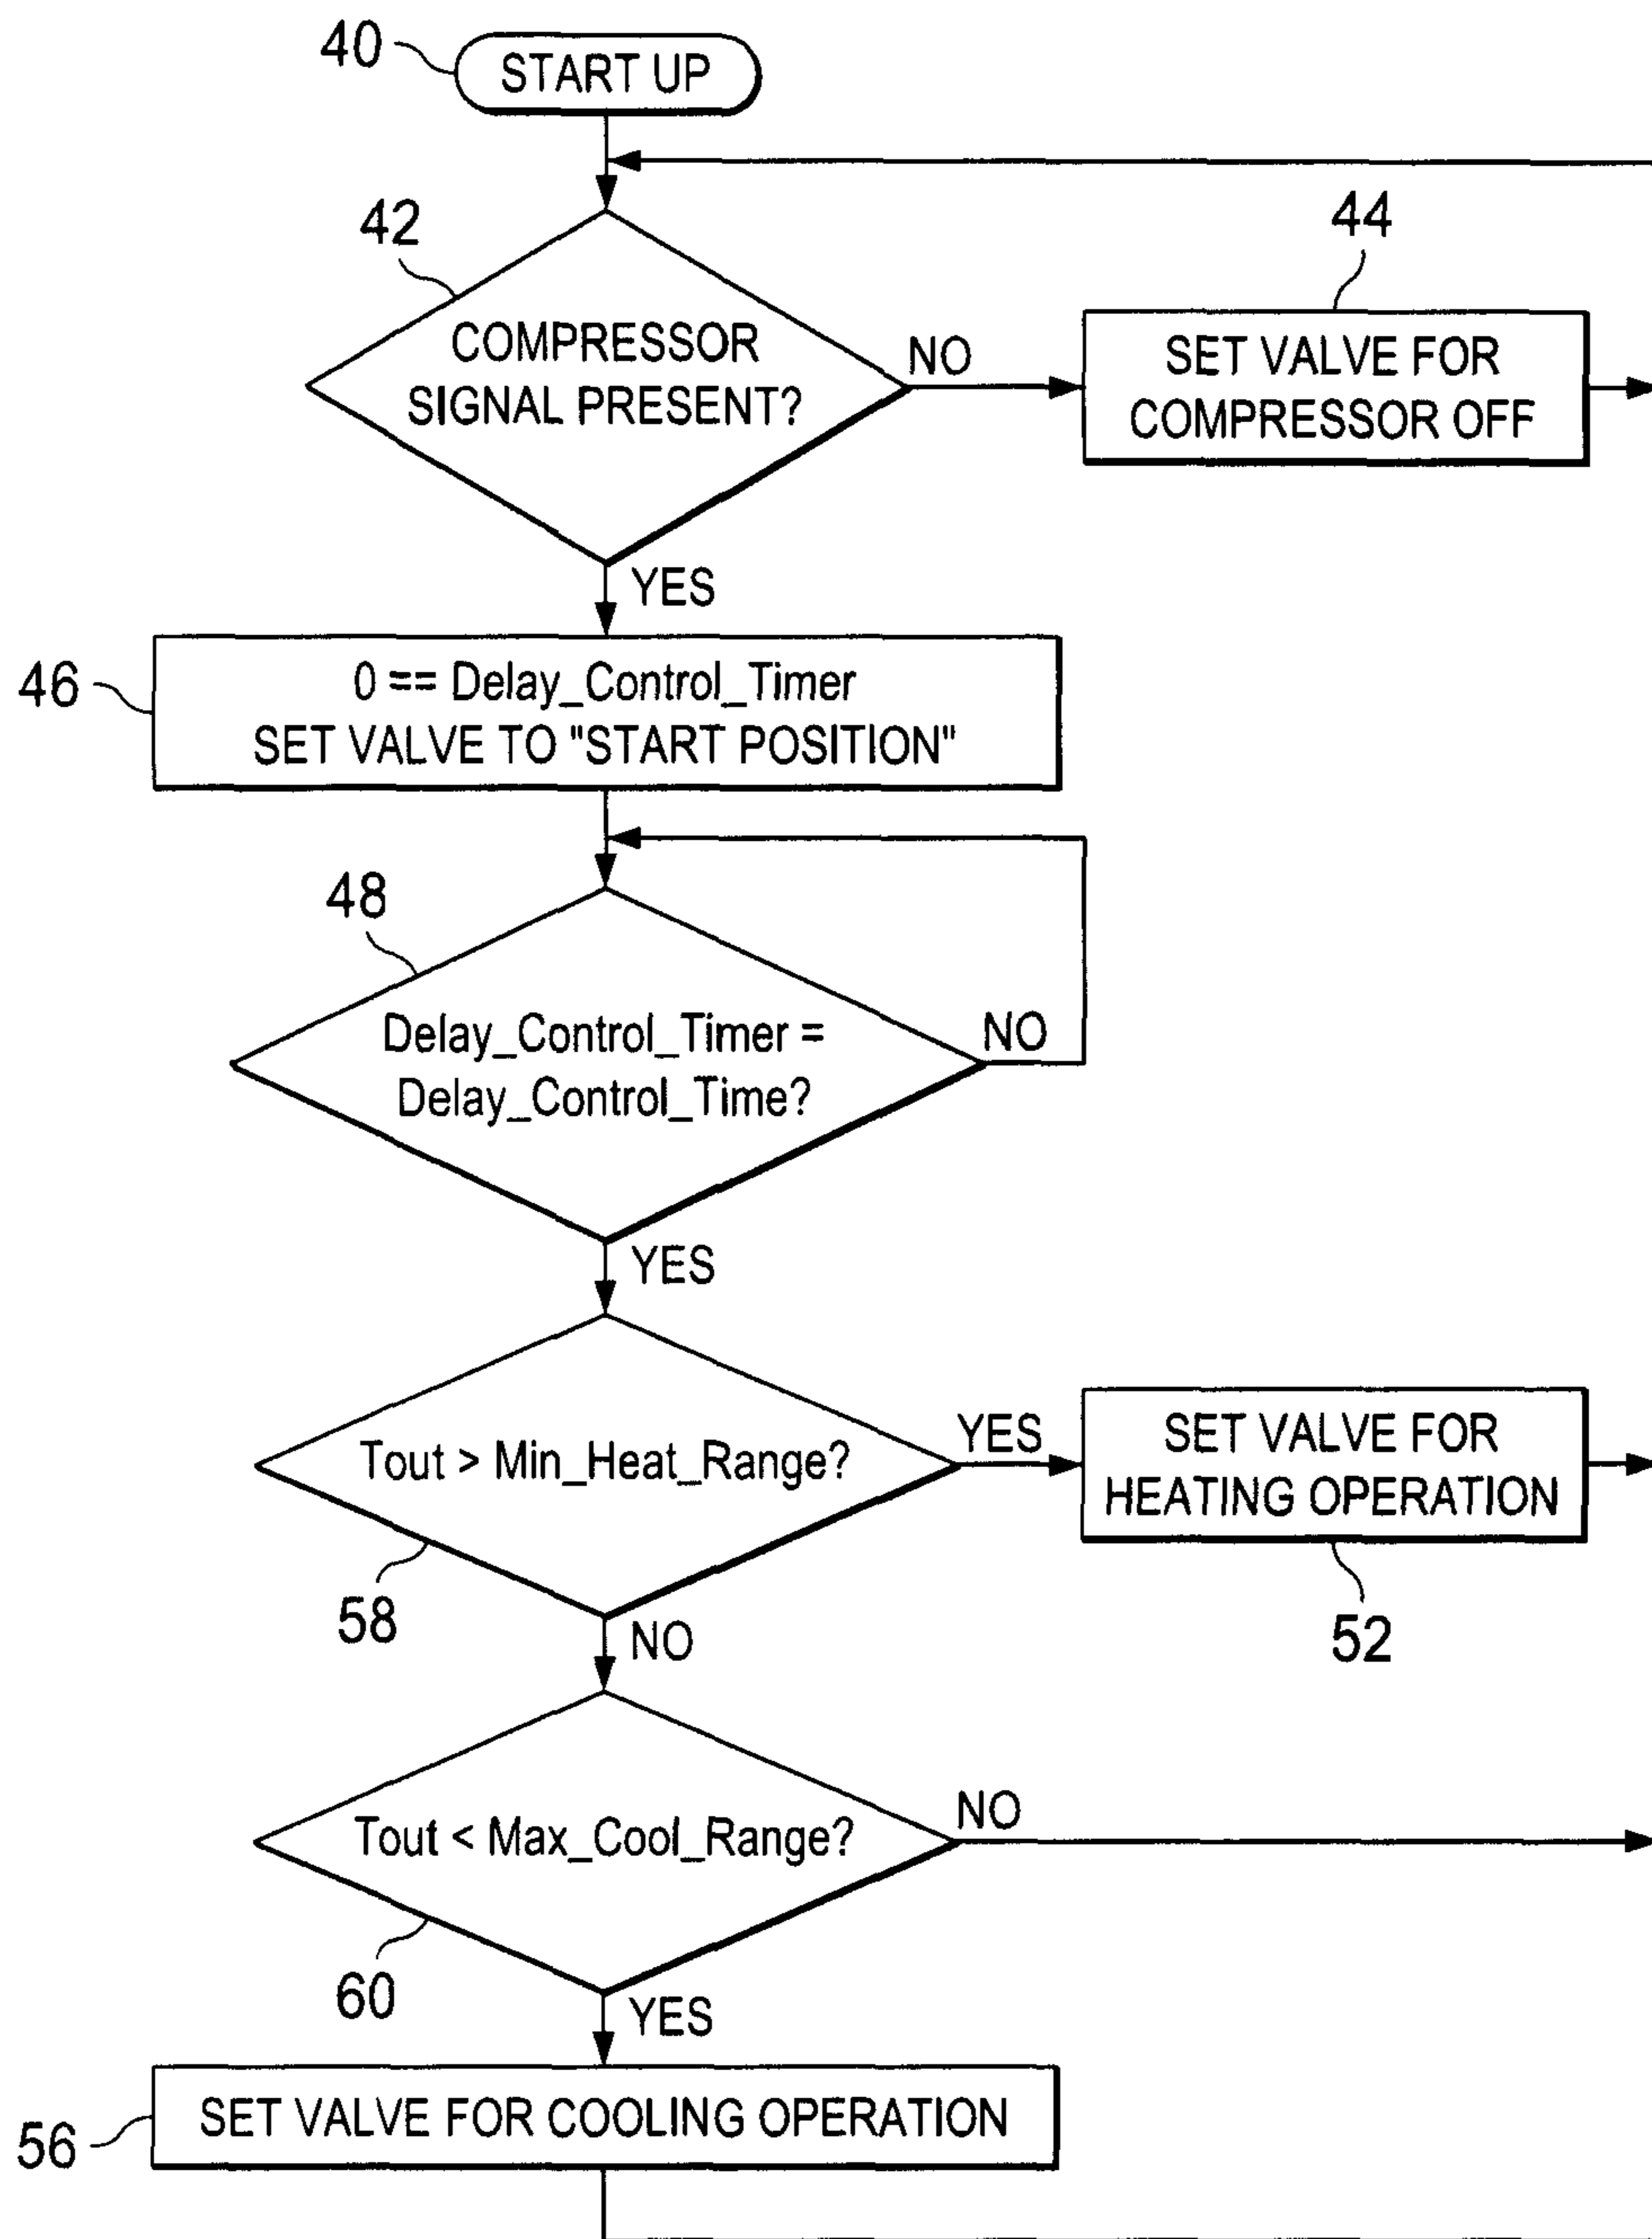 40
START UP
42
COMPRESSOR
SIGNAL PRESENT?
NO
44
SET VALVE FOR
COMPRESSOR OFF
YES
46
0 == Delay_Control_Timer
SET VALVE TO "START POSITION"
48
Delay_Control_Timer =
Delay_Control_Time?
NO
YES
Tout > Min_Heat_Range?
YES
SET VALVE FOR
HEATING OPERATION
58
52
NO
Tout < Max_Cool_Range?
NO
60
YES
56
SET VALVE FOR COOLING OPERATION